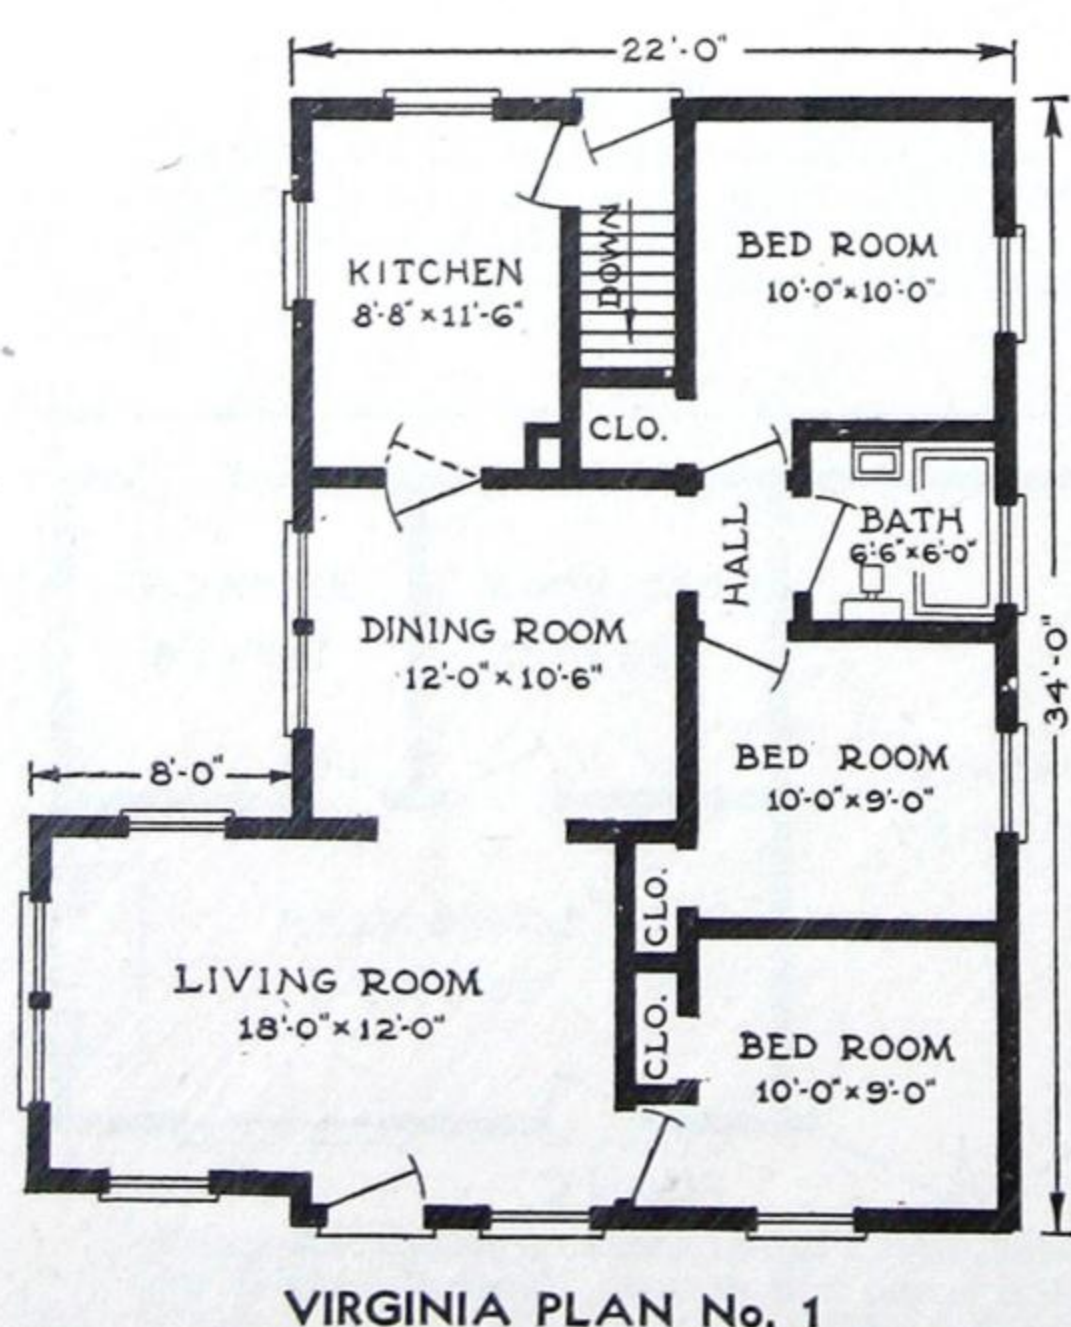 22'-0"
KITCHEN
8'-8" x 11'-6"
DOWN
BED ROOM
10'-0" x 10'-0"
CLO.
HALL
BATH
6'-6" x 6'-0"
DINING ROOM
12'-0" x 10'-6"
34'-0"
8'-0"
BED ROOM
10'-0" x 9'-0"
CLO.
LIVING ROOM
18'-0" x 12'-0"
CLO.
BED ROOM
10'-0" x 9'-0"
VIRGINIA PLAN No. 1